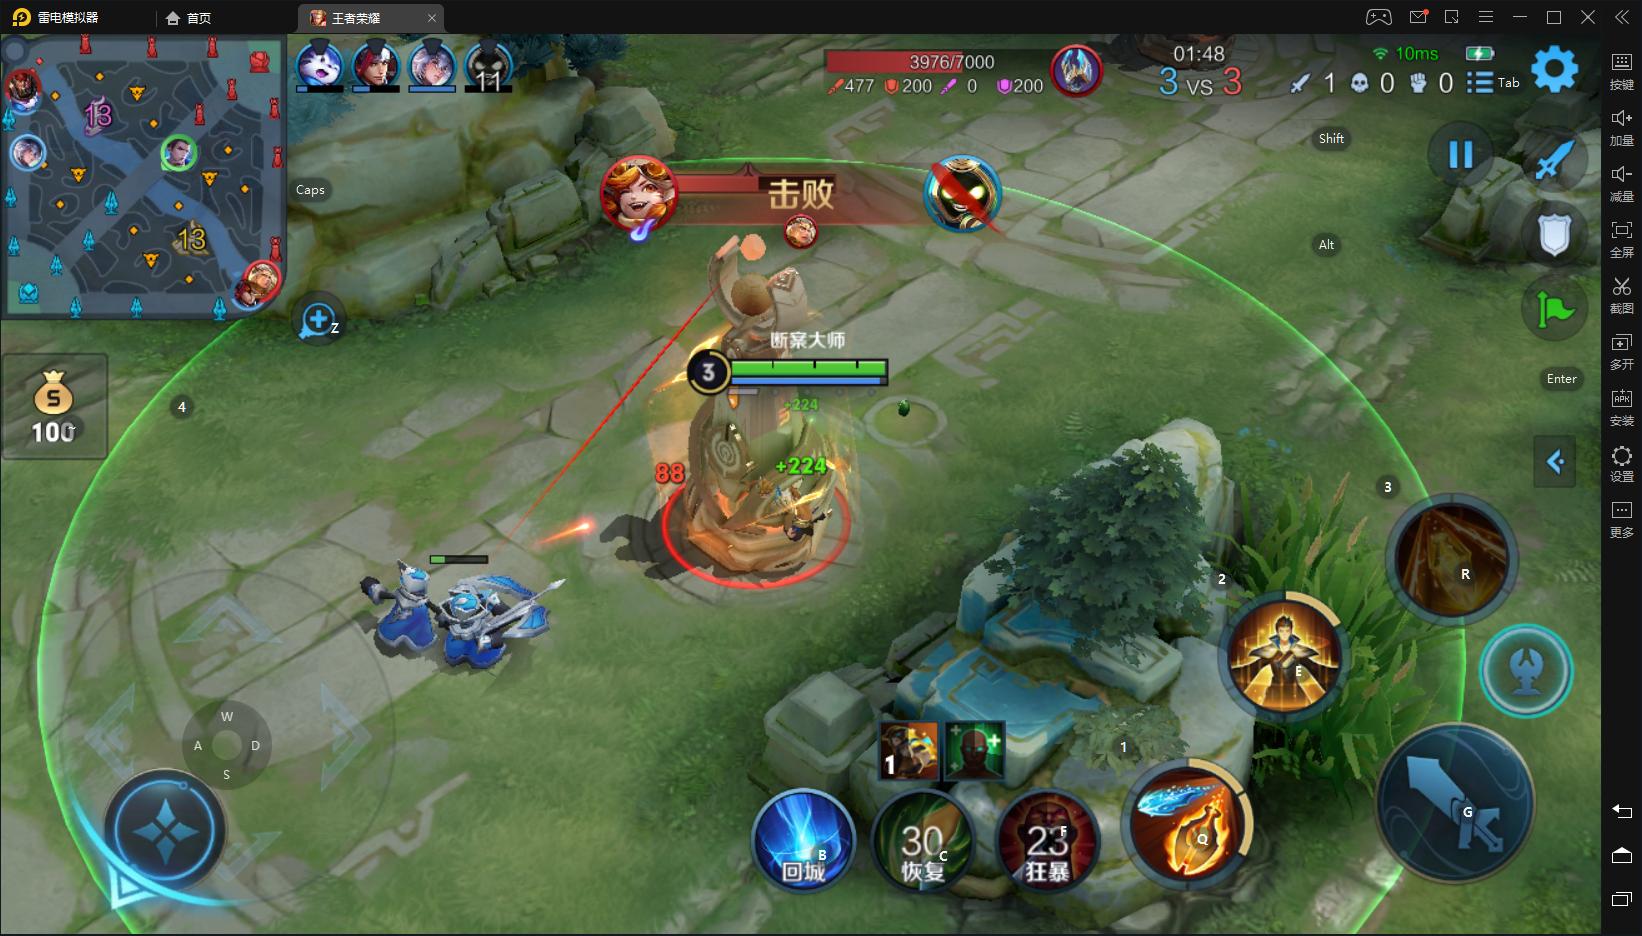 雷电模拟器
首页
王者荣耀
11
3976/7000
477 200 0 200
01:48
3 VS 3
10ms
1 0 0
Tab
按键
加量
减量
全屏
截图
多开
安装
设置
更多
13
13
Caps
Shift
Alt
Enter
击败
Z
S
100
~
4
断案大师
3
+224
+224
88
3
2
1
R
E
Q
G
W
A
D
S
1
B
回城
30
C
恢复
23
F
狂暴